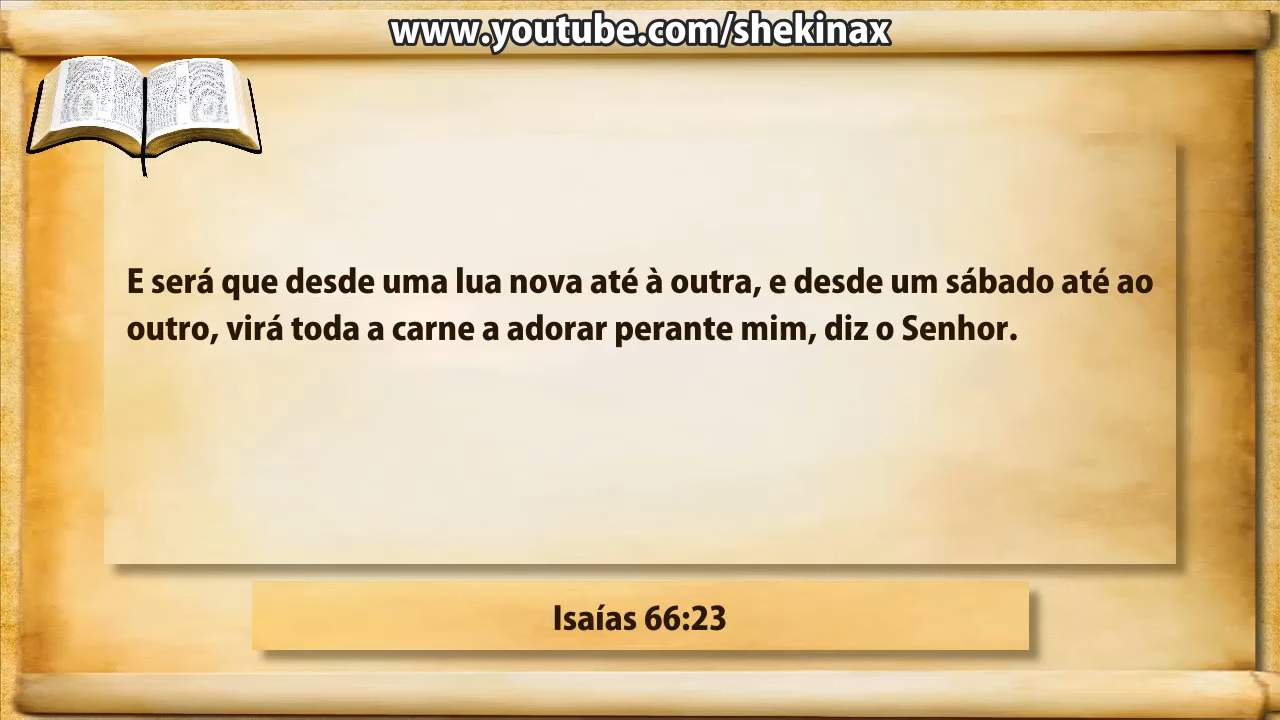 www.youtube.com/shekinax
E será que desde uma lua nova até à outra, e desde um sábado até ao
outro, virá toda a carne a adorar perante mim, diz o Senhor.
Isaías 66:23